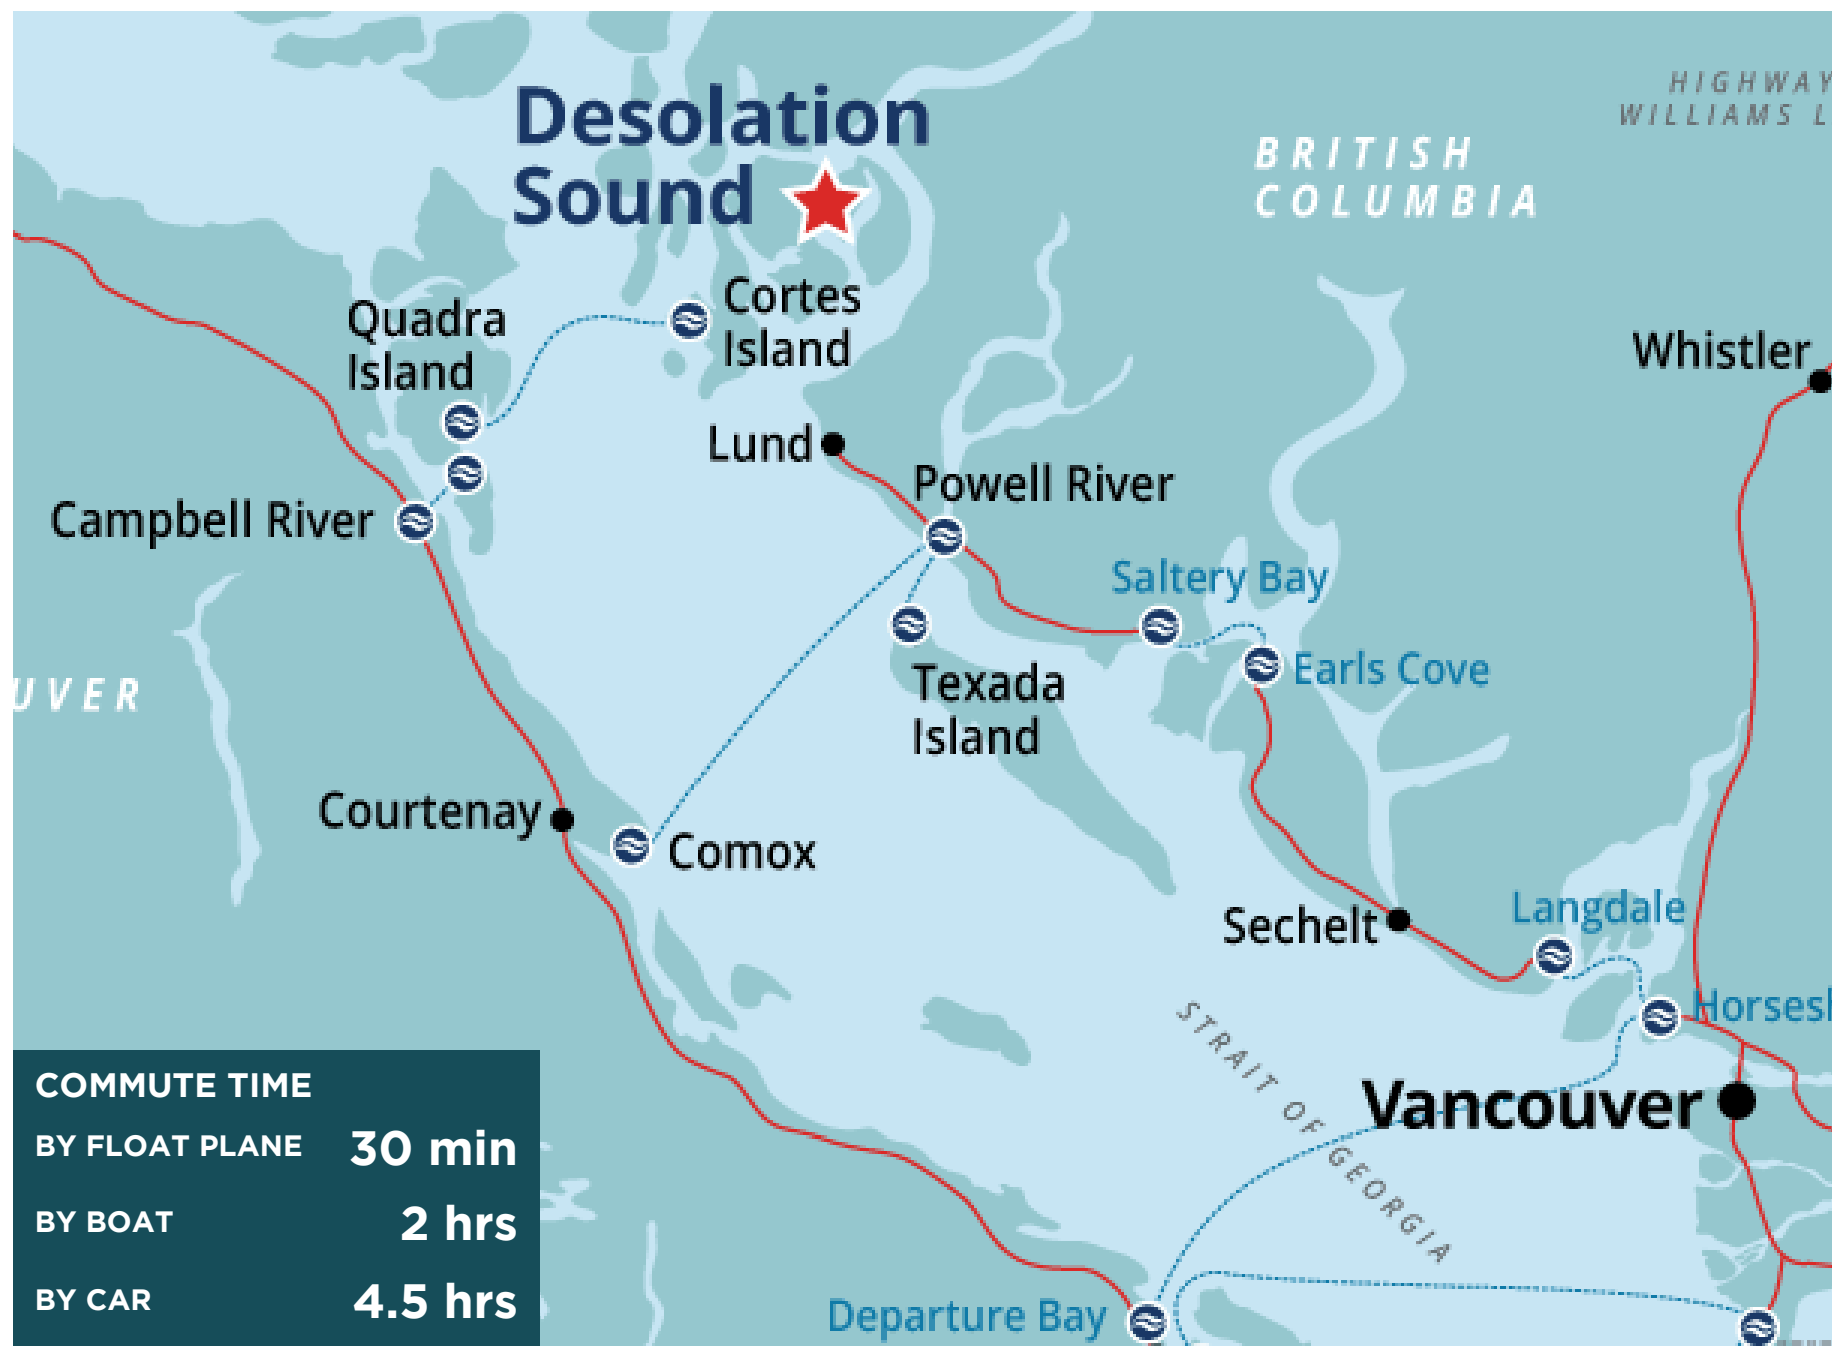 HIGHWAY
WILLIAMS L
Desolation
Sound
BRITISH
COLUMBIA
Cortes
Island
Quadra
Island
Whistler
Lund
Powell River
Campbell River
Saltery Bay
Earls Cove
Texada
Island
UVER
Courtenay
Comox
Langdale
Sechelt
Horsesh
STRAIT OF GEORGIA
Vancouver
COMMUTE TIME
BY FLOAT PLANE 30 min
BY BOAT 2 hrs
BY CAR 4.5 hrs
Departure Bay